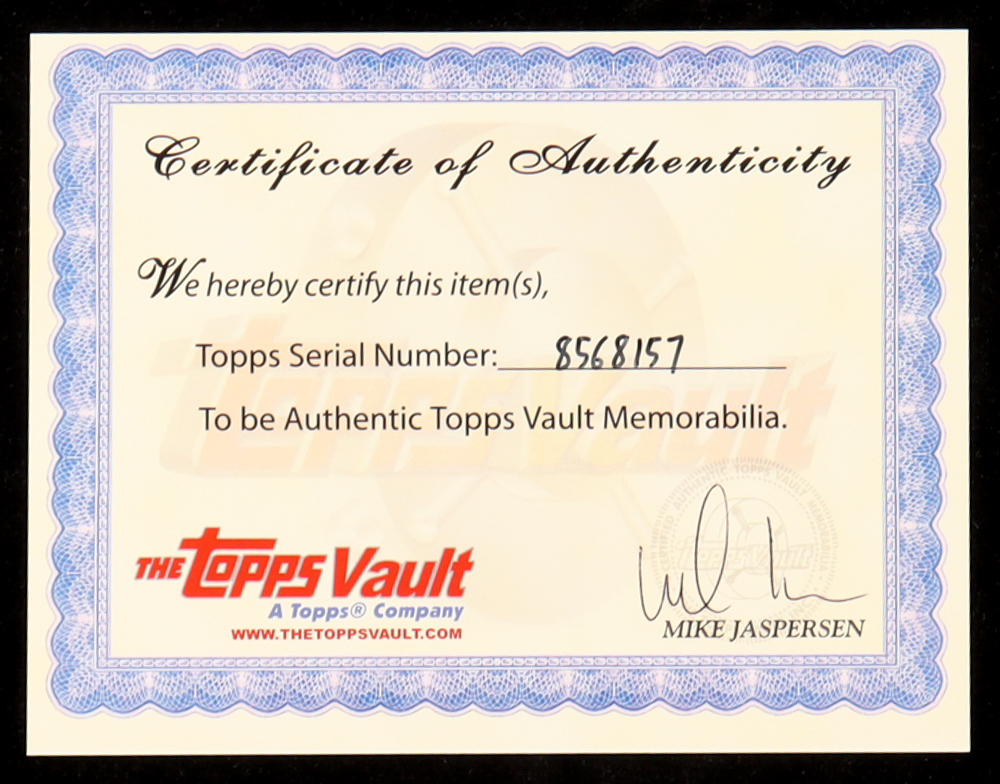 Certificate of Authenticity
We hereby certify this item(s),
Topps Serial Number: 8568157
To be Authentic Topps Vault Memorabilia.
THE Topps Vault
A Topps® Company
WWW.THETOPPSVAULT.COM
MIKE JASPERSEN